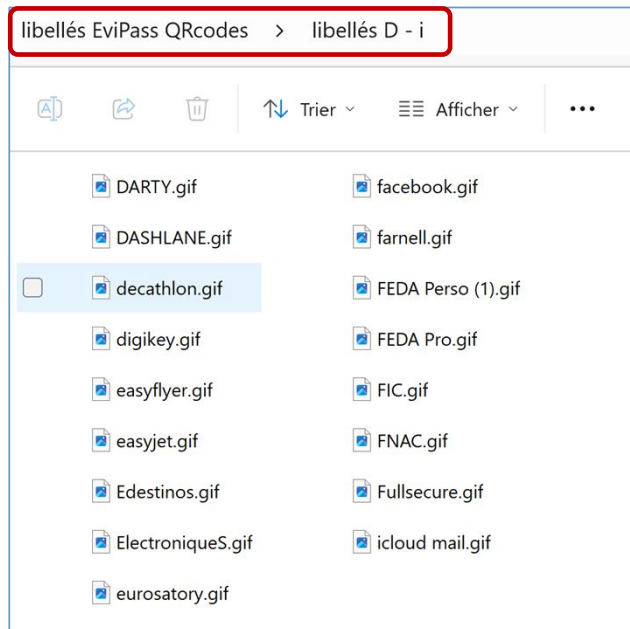 libellés EviPass QRcodes > libellés D - i
Trier Afficher
DARTY.gif
DASHLANE.gif
decathlon.gif
digikey.gif
easyflyer.gif
easyjet.gif
Edestinos.gif
ElectroniqueS.gif
eurosatory.gif
facebook.gif
farnell.gif
FEDA Perso (1).gif
FEDA Pro.gif
FIC.gif
FNAC.gif
Fullsecure.gif
icloud mail.gif